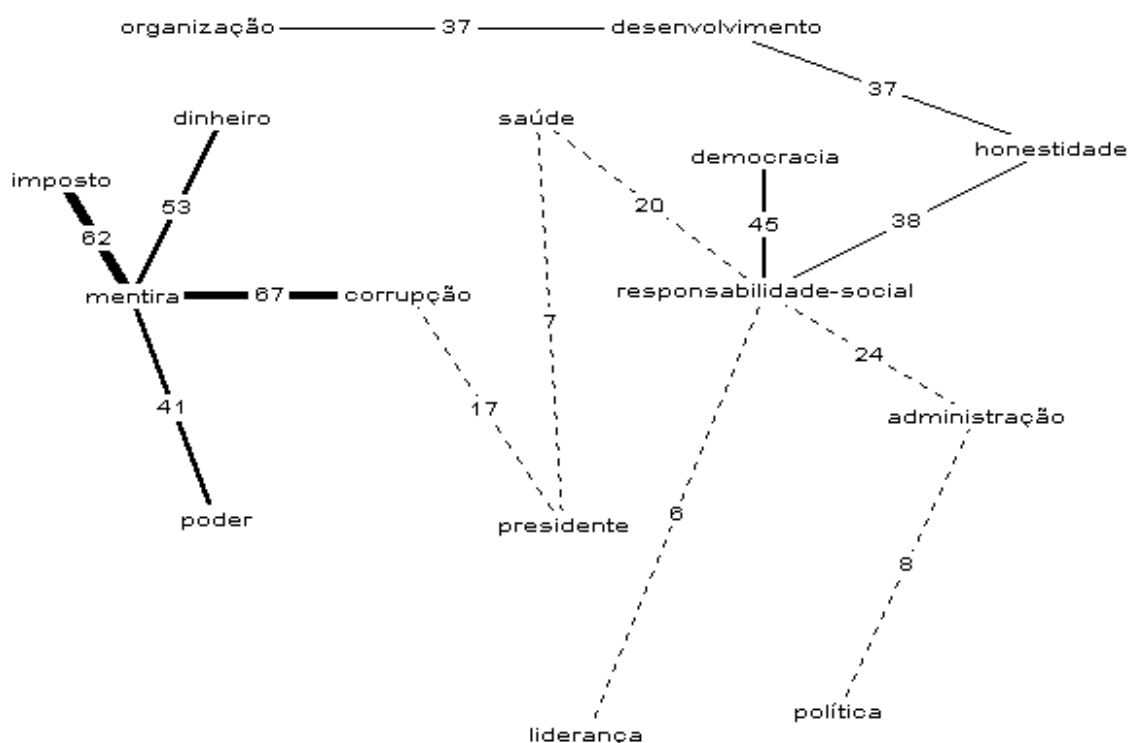 organização 37 desenvolvimento
37
dinheiro saúde
honestidade
democracia
imposto
53 20
38
45
62
mentira 67 corrupção responsabilidade-social
7
24
41 17
administração
6
poder
presidente
8
política
liderança